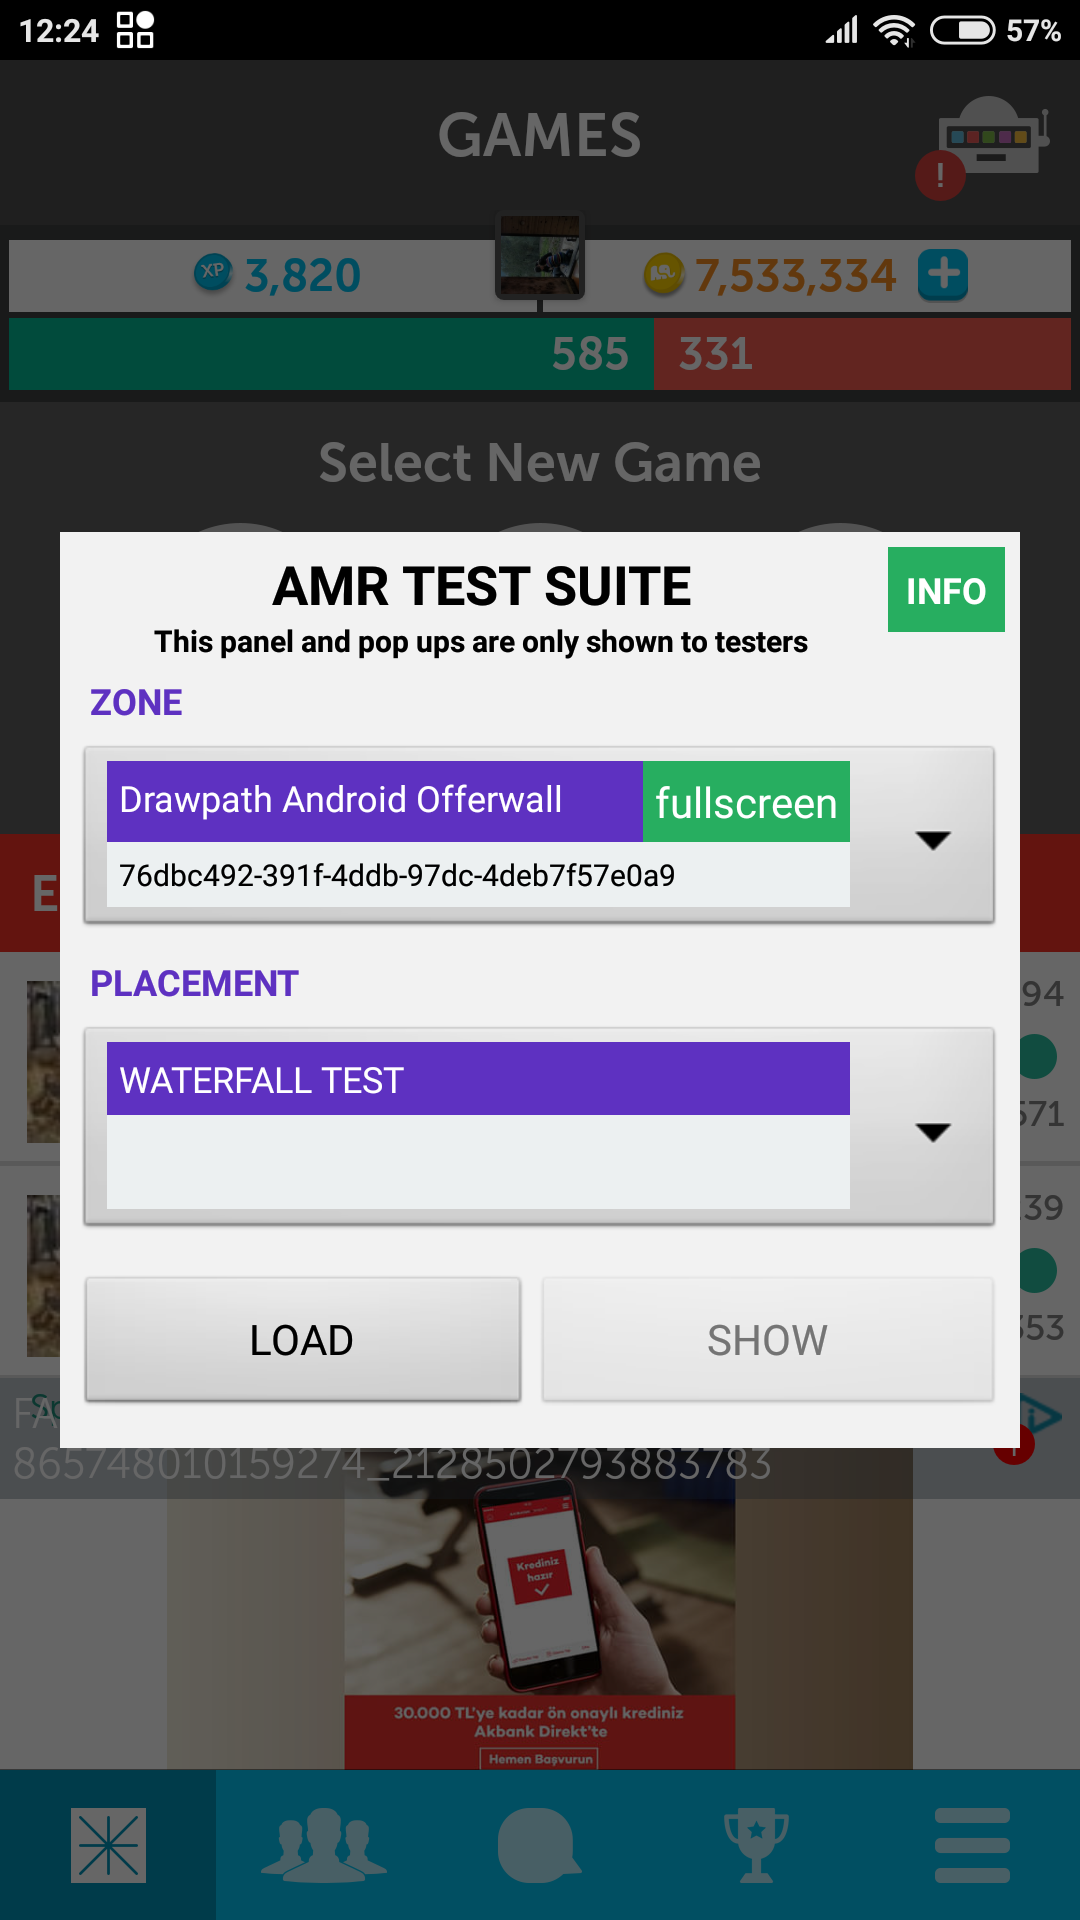 12:24
57%
GAMES
!
XP 3,820
7,533,334
585 331
Select New Game
AMR TEST SUITE
INFO
This panel and pop ups are only shown to testers
ZONE
Drawpath Android Offerwall
fullscreen
76dbc492-391f-4ddb-97dc-4deb7f57e0a9
E
PLACEMENT
94
WATERFALL TEST
571
39
LOAD
SHOW
553
FA
865748010159274_2128502793883783
Krediniz
hazır
30.000 TL'ye kadar ön onaylı krediniz
Akbank Direkt'te
Hemen Başvurun